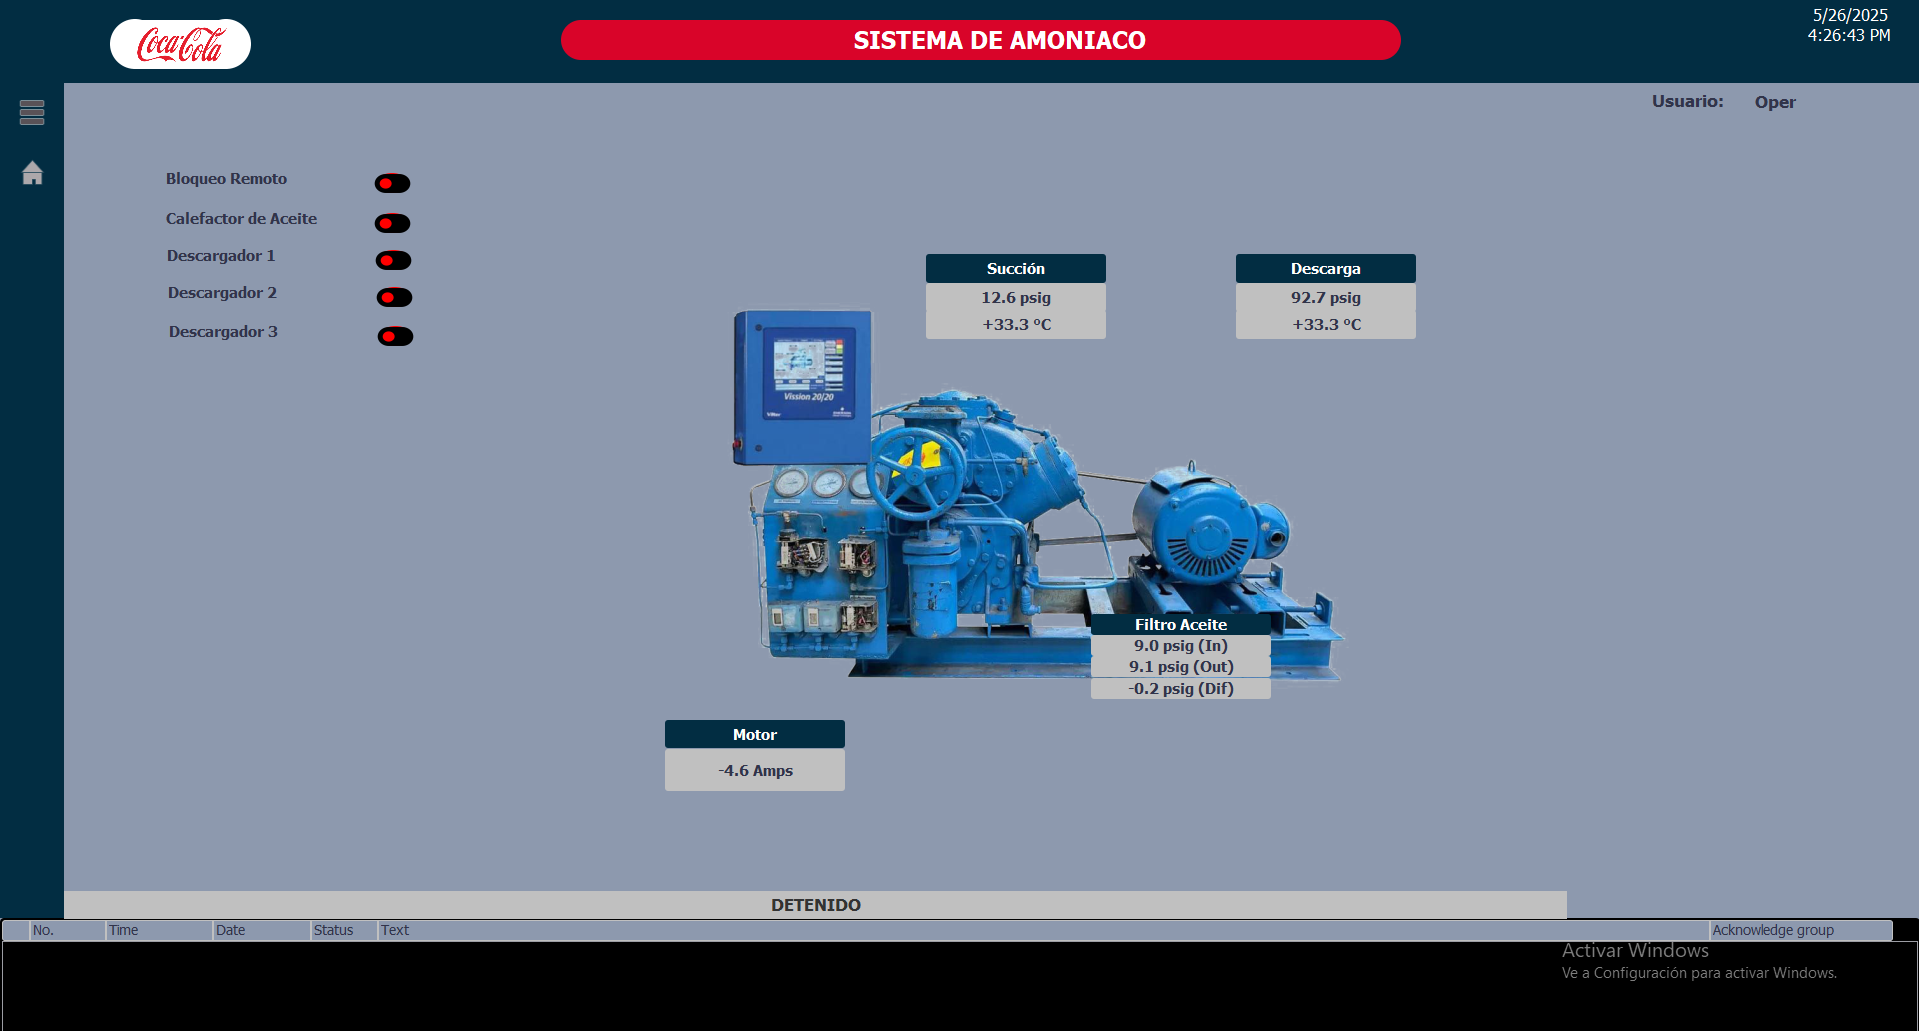 Coca-Cola
SISTEMA DE AMONIACO
5/26/2025
4:26:43 PM
Usuario: Oper
Bloqueo Remoto
Calefactor de Aceite
Descargador 1
Descargador 2
Descargador 3
Succión
12.6 psig
+33.3 ºC
Descarga
92.7 psig
+33.3 ºC
Vission 20/20
Vilter
Filtro Aceite
9.0 psig (In)
9.1 psig (Out)
-0.2 psig (Dif)
Motor
-4.6 Amps
DETENIDO
No. Time Date Status Text Acknowledge group
Activar Windows
Ve a Configuración para activar Windows.